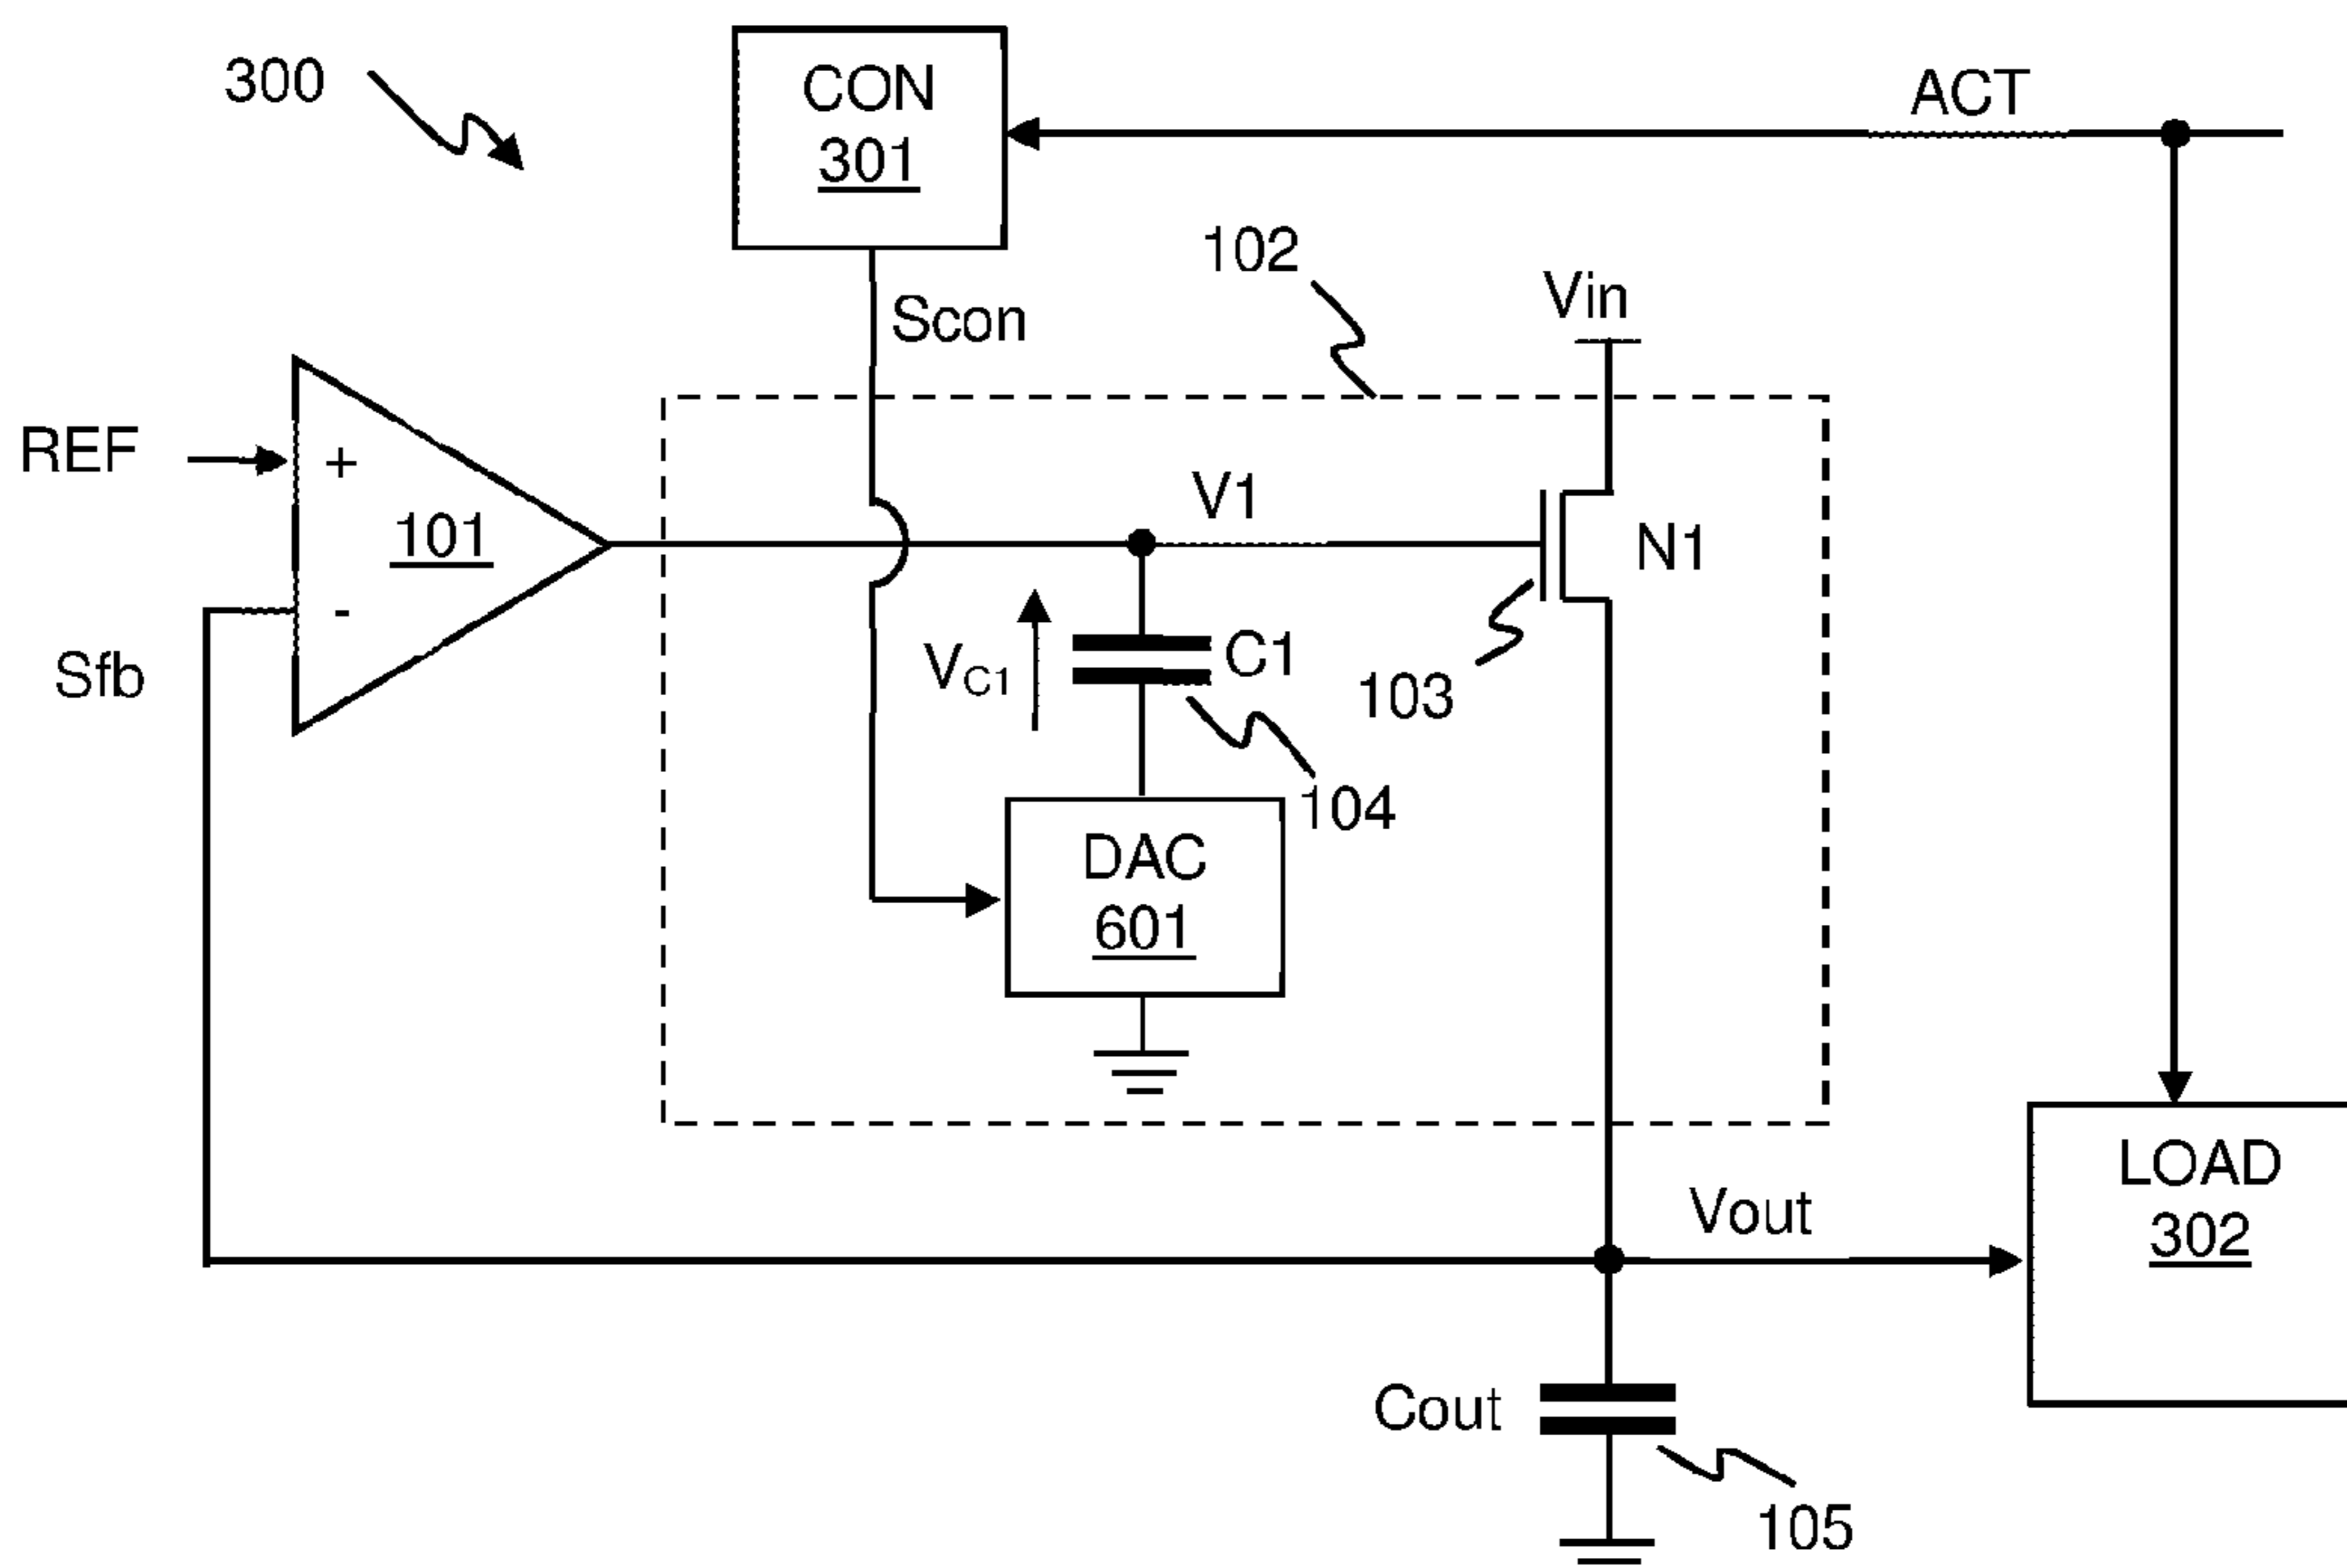 300
CON
301
ACT
102
Vin
Scon
REF
+
101
-
Sfb
V1
N1
V_C1
C1
103
104
DAC
601
LOAD
302
Vout
Cout
105